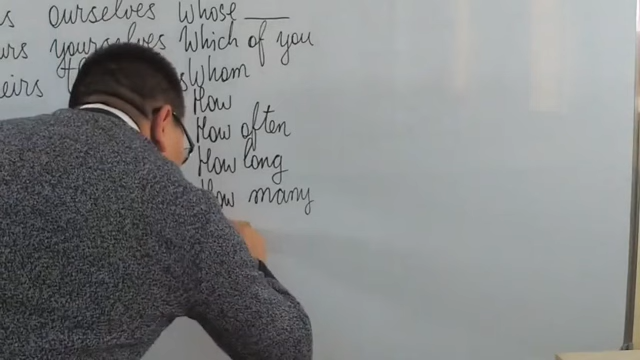 ourselves Whose ___
yourselves Which of you
Whom
How
How often
How long
How many